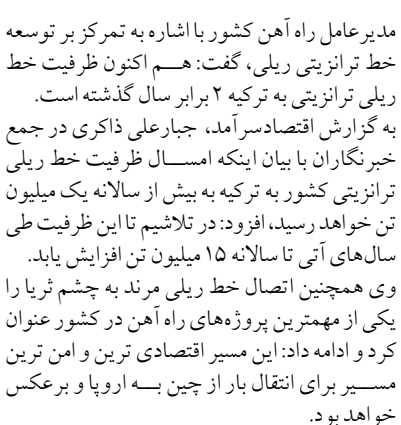 مدیرعامل راه آهن کشور با اشاره به تمرکز بر توسعه
خط ترانزیتی ریلی، گفت: هـــم اکنون ظرفیت خط
ریلی ترانزیتی به ترکیه ۲ برابر سال گذشته است.
به گزارش اقتصادسرآمد، جبارعلی ذاکری در جمع
خبرنگاران با بیان اینکه امســـال ظرفیت خط ریلی
ترانزیتی کشور به ترکیه به بیش از سالانه یک میلیون
تن خواهد رسید، افزود: در تلاشیم تا این ظرفیت طی
سال‌های آتی تا سالانه ۱۵ میلیون تن افزایش یابد.
وی همچنین اتصال خط ریلی مرند به چشم ثریا را
یکی از مهمترین پروژه‌های راه آهن در کشور عنوان
کرد و ادامه داد: این مسیر اقتصادی ترین و امن ترین
مســـیر برای انتقال بار از چین بـــه اروپا و برعکس
خواهد بود.